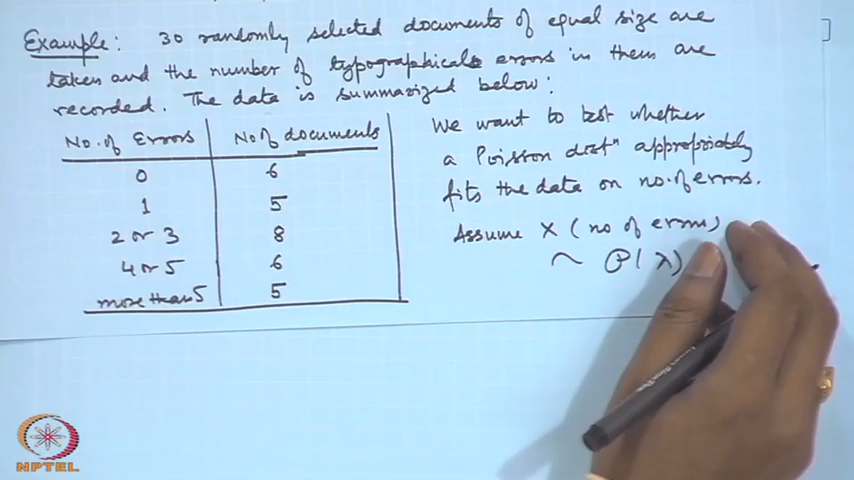 Example: 30 randomly selected documents of equal size are
taken and the number of typographical errors in them are
recorded. The data is summarized below:
No. of Errors No of documents
0 6
1 5
2 or 3 8
4 or 5 6
more than 5 5
We want to test whether
a Poisson distⁿ appropriately
fits the data on no. of errors.
Assume X (no of errors)
~ P(λ)
NPTEL